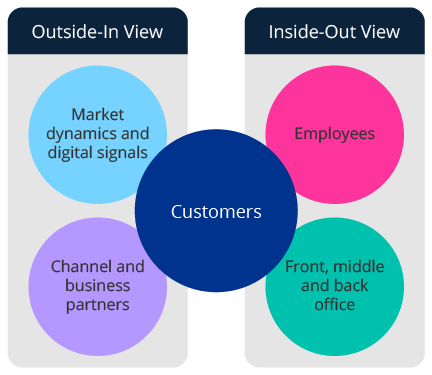 Outside-In View
Inside-Out View
Market
dynamics and
digital signals
Employees
Customers
Channel and
business
partners
Front, middle
and back
office